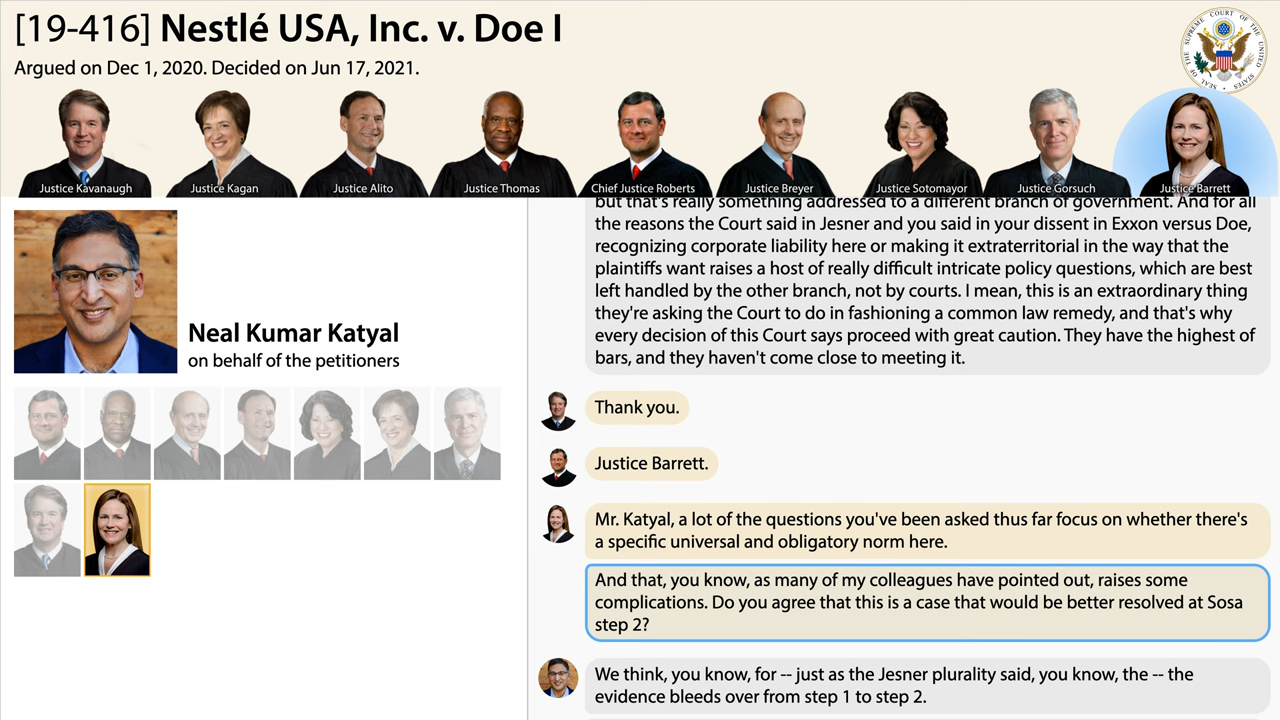 [19-416] Nestlé USA, Inc. v. Doe I
Argued on Dec 1, 2020. Decided on Jun 17, 2021.
SEAL OF THE SUPREME COURT OF THE UNITED STATES
Justice Kavanaugh
Justice Kagan
Justice Alito
Justice Thomas
Chief Justice Roberts
Justice Breyer
Justice Sotomayor
Justice Gorsuch
Justice Barrett
Neal Kumar Katyal
on behalf of the petitioners
but that's really something addressed to a different branch of government. And for all
the reasons the Court said in Jesner and you said in your dissent in Exxon versus Doe,
recognizing corporate liability here or making it extraterritorial in the way that the
plaintiffs want raises a host of really difficult intricate policy questions, which are best
left handled by the other branch, not by courts. I mean, this is an extraordinary thing
they're asking the Court to do in fashioning a common law remedy, and that's why
every decision of this Court says proceed with great caution. They have the highest of
bars, and they haven't come close to meeting it.
Thank you.
Justice Barrett.
Mr. Katyal, a lot of the questions you've been asked thus far focus on whether there's
a specific universal and obligatory norm here.
And that, you know, as many of my colleagues have pointed out, raises some
complications. Do you agree that this is a case that would be better resolved at Sosa
step 2?
We think, you know, for -- just as the Jesner plurality said, you know, the -- the
evidence bleeds over from step 1 to step 2.